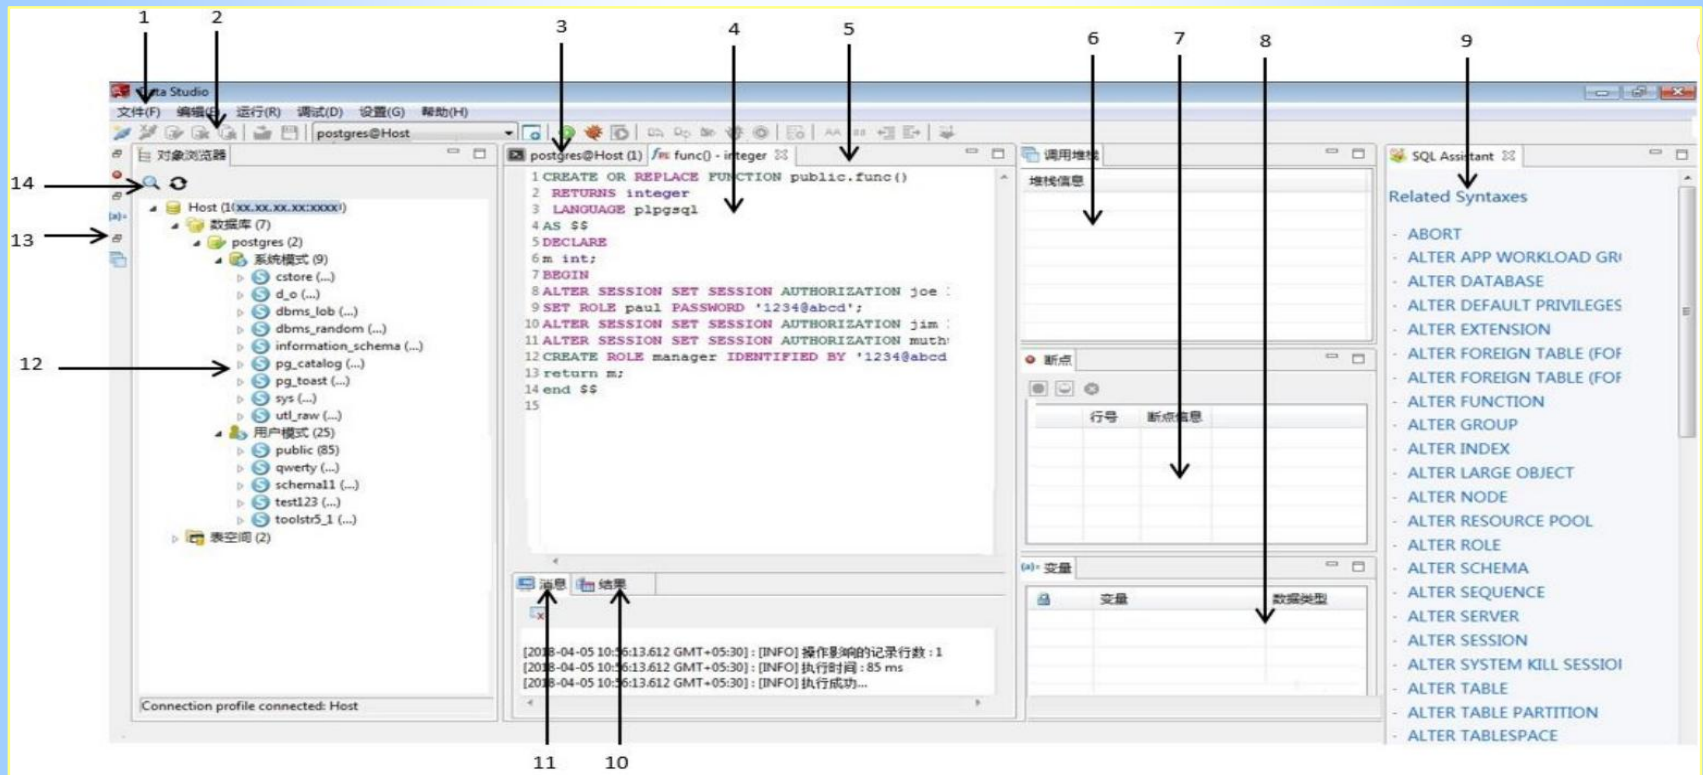 1
2
3
4
5
6
7
8
9
Data Studio
文件(F) 编辑(E) 运行(R) 调试(D) 设置(G) 帮助(H)
postgres@Host
对象浏览器
14
Host (1(xx.xx.xx.xx:xxxx)
数据库 (7)
13
postgres (2)
系统模式 (9)
cstore (...)
d_o (...)
dbms_lob (...)
dbms_random (...)
information_schema (...)
12
pg_catalog (...)
pg_toast (...)
sys (...)
utl_raw (...)
用户模式 (25)
public (85)
qwerty (...)
schema11 (...)
test123 (...)
toolstr5_1 (...)
表空间 (2)
Connection profile connected: Host
postgres@Host (1) func() - integer
1 CREATE OR REPLACE FUNCTION public.func()
2 RETURNS integer
3 LANGUAGE plpgsql
4 AS $$
5 DECLARE
6 m int;
7 BEGIN
8 ALTER SESSION SET SESSION AUTHORIZATION joe
9 SET ROLE paul PASSWORD '1234@abcd';
10 ALTER SESSION SET SESSION AUTHORIZATION jim
11 ALTER SESSION SET SESSION AUTHORIZATION muth
12 CREATE ROLE manager IDENTIFIED BY '1234@abcd
13 return m;
14 end $$
15
消息 结果
[2018-04-05 10:56:13.612 GMT+05:30] : [INFO] 操作影响的记录行数 : 1
[2018-04-05 10:56:13.612 GMT+05:30] : [INFO] 执行时间 : 85 ms
[2018-04-05 10:56:13.612 GMT+05:30] : [INFO] 执行成功...
11
10
调用堆栈
堆栈信息
断点
行号 断点信息
(a)= 变量
变量 数据类型
SQL Assistant
Related Syntaxes
- ABORT
- ALTER APP WORKLOAD GR
- ALTER DATABASE
- ALTER DEFAULT PRIVILEGES
- ALTER EXTENSION
- ALTER FOREIGN TABLE (FOR
- ALTER FOREIGN TABLE (FOR
- ALTER FUNCTION
- ALTER GROUP
- ALTER INDEX
- ALTER LARGE OBJECT
- ALTER NODE
- ALTER RESOURCE POOL
- ALTER ROLE
- ALTER SCHEMA
- ALTER SEQUENCE
- ALTER SERVER
- ALTER SESSION
- ALTER SYSTEM KILL SESSIO
- ALTER TABLE
- ALTER TABLE PARTITION
- ALTER TABLESPACE